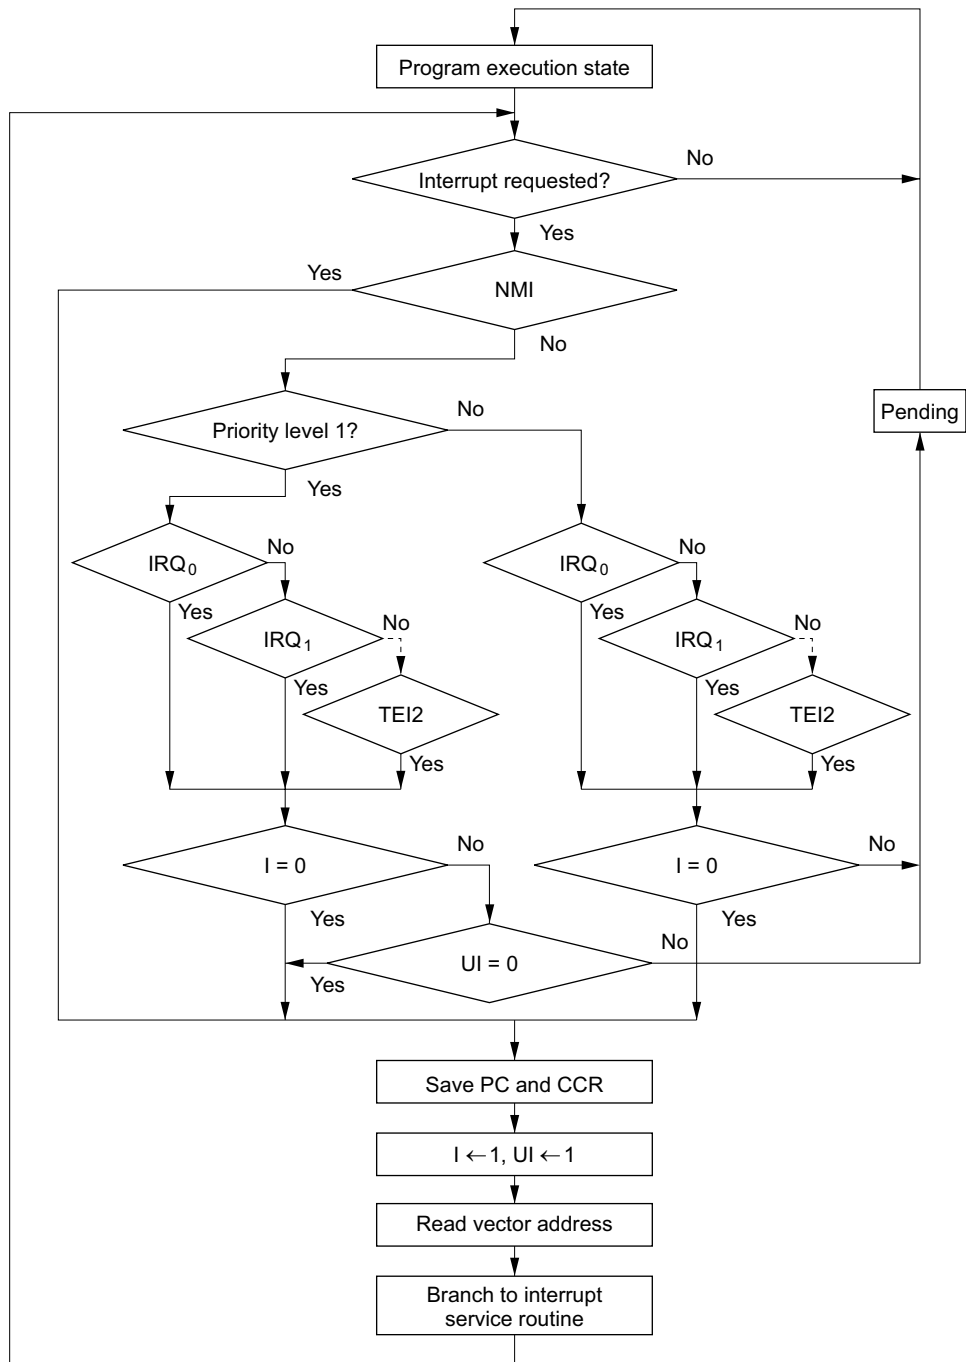 Program execution state
No
Interrupt requested?
Yes
Yes
NMI
No
No
Pending
Priority level 1?
Yes
No
No
IRQ0
IRQ0
Yes
Yes
No
No
IRQ1
IRQ1
Yes
Yes
TEI2
TEI2
Yes
Yes
No
No
I = 0
I = 0
Yes
Yes
No
UI = 0
Yes
Save PC and CCR
I ← 1, UI ← 1
Read vector address
Branch to interrupt
service routine